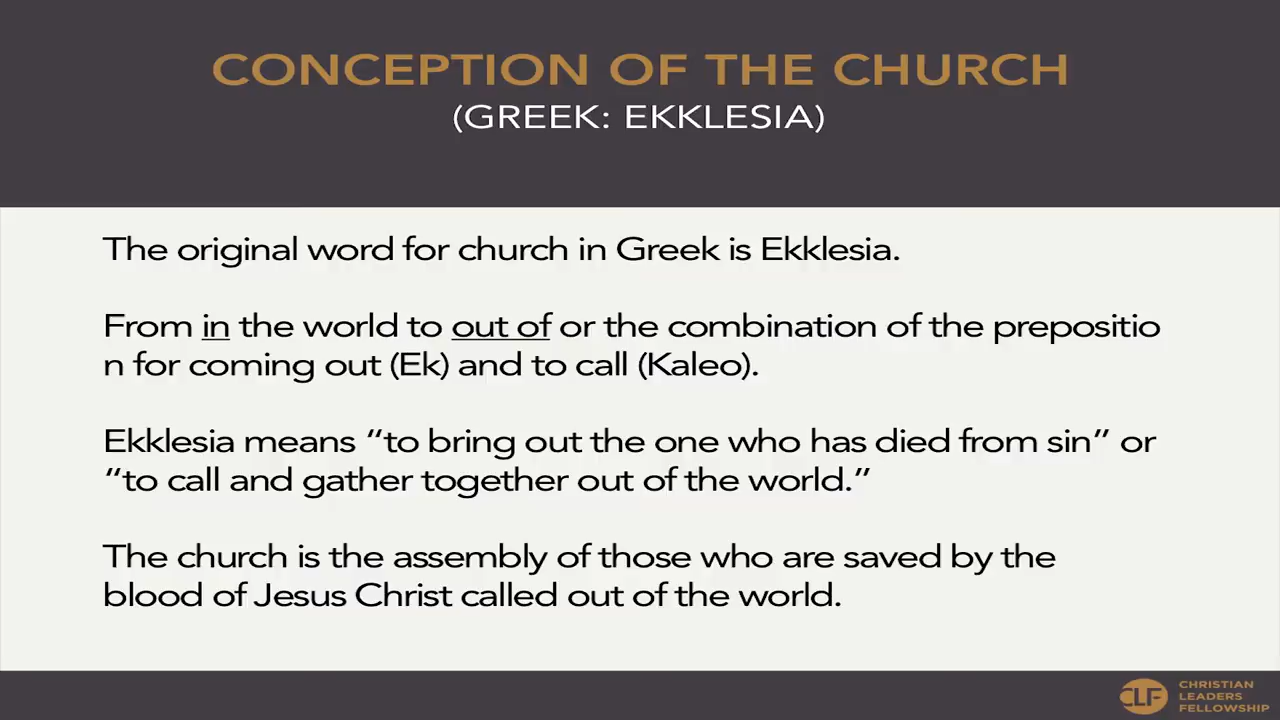 CONCEPTION OF THE CHURCH
(GREEK: EKKLESIA)
The original word for church in Greek is Ekklesia.
From in the world to out of or the combination of the prepositio
n for coming out (Ek) and to call (Kaleo).
Ekklesia means “to bring out the one who has died from sin” or
“to call and gather together out of the world.”
The church is the assembly of those who are saved by the
blood of Jesus Christ called out of the world.
CLF
CHRISTIAN
LEADERS
FELLOWSHIP